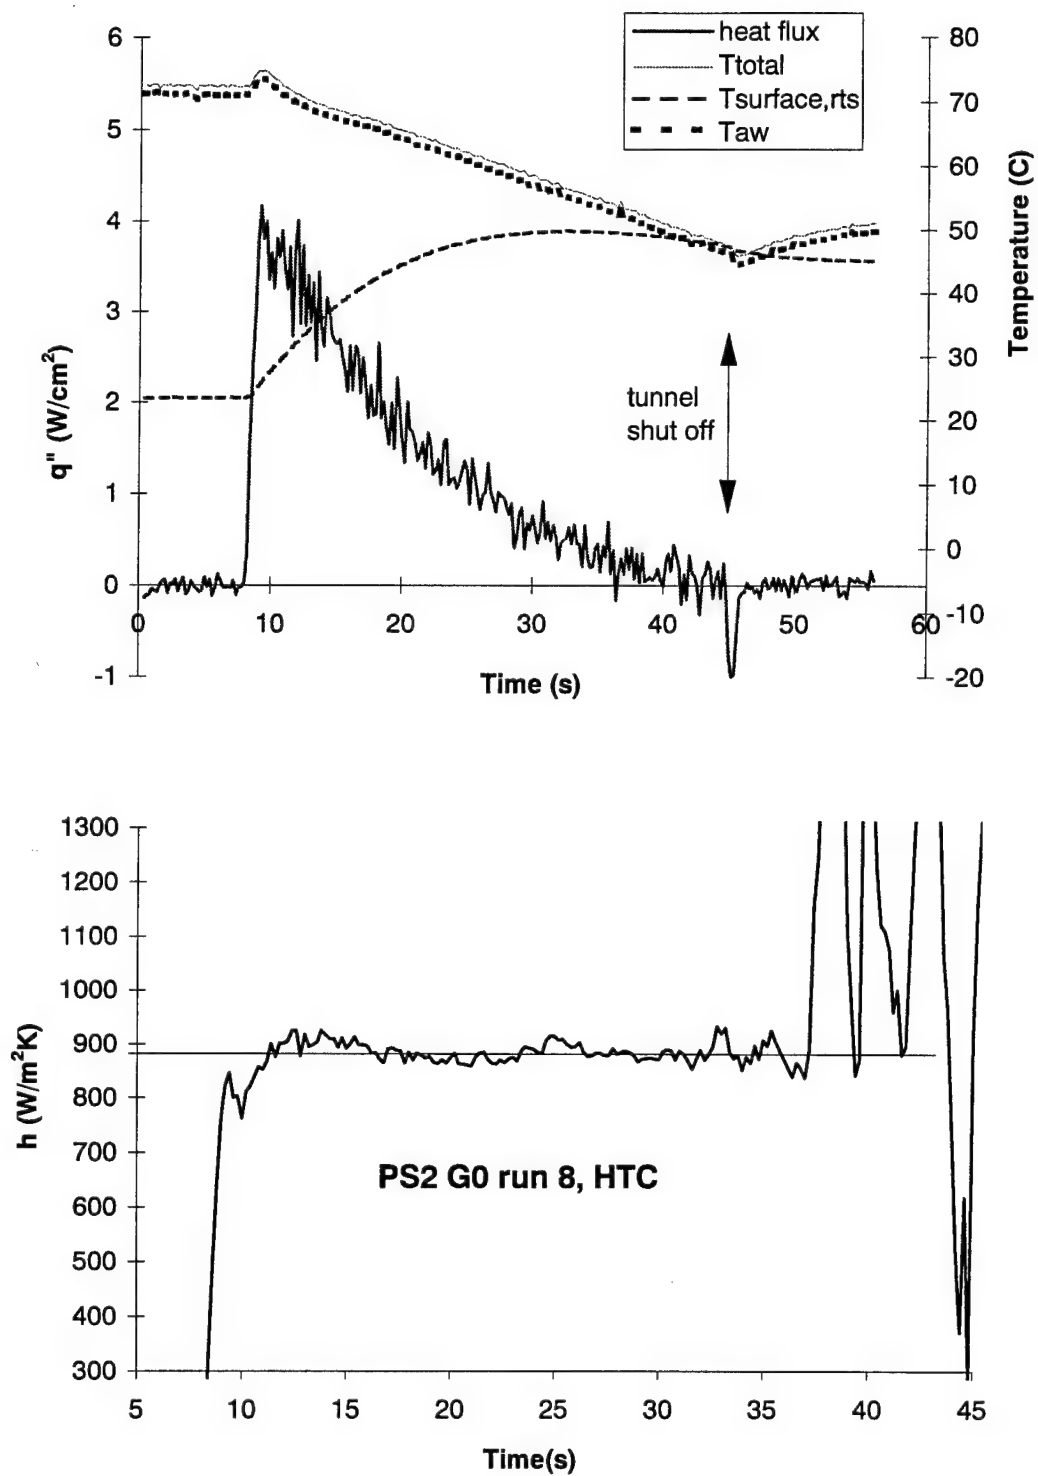 heat flux
Ttotal
Tsurface,rts
Taw
6
5
4
3
2
1
0
-1
q" (W/cm²)
80
70
60
50
40
30
20
10
0
-10
-20
Temperature (C)
tunnel
shut off
0 10 20 30 40 50 60
Time (s)
1300
1200
1100
1000
900
800
700
600
500
400
300
h (W/m²K)
PS2 G0 run 8, HTC
5 10 15 20 25 30 35 40 45
Time(s)